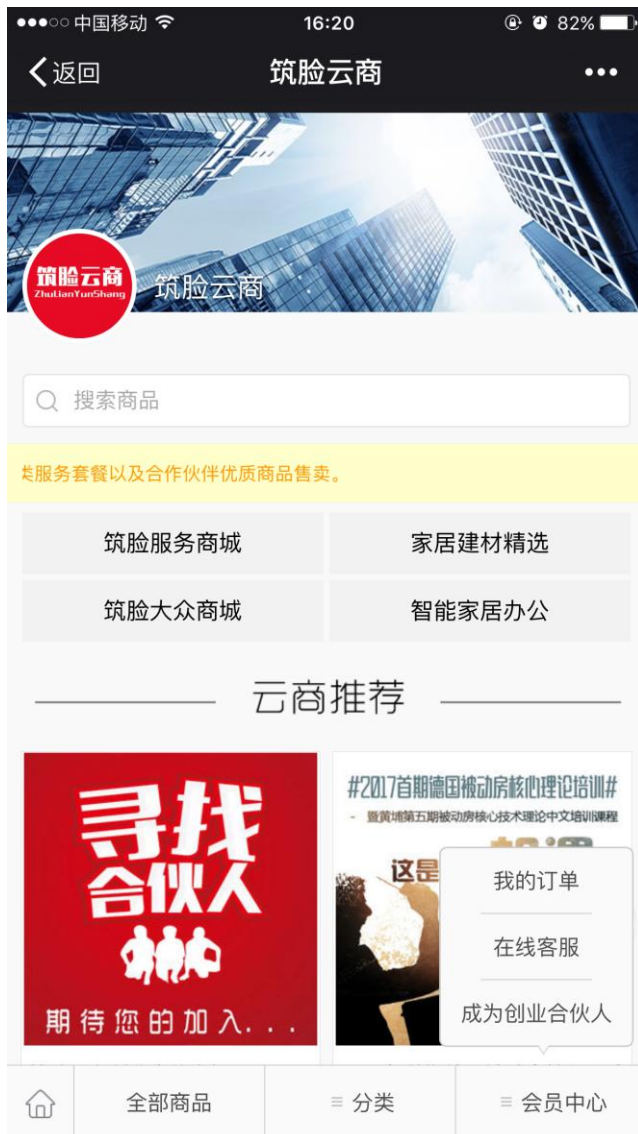 中国移动 16:20 82%
返回 筑脸云商
筑脸云商
ZhuLianYunShang
筑脸云商
搜索商品
类服务套餐以及合作伙伴优质商品售卖。
筑脸服务商城 家居建材精选
筑脸大众商城 智能家居办公
云商推荐
寻找
合伙人
期待您的加入...
#2017首期德国被动房核心理论培训#
- 暨黄埔第五期被动房核心技术理论中文培训课程
这是
我的订单
在线客服
成为创业合伙人
全部商品 分类 会员中心